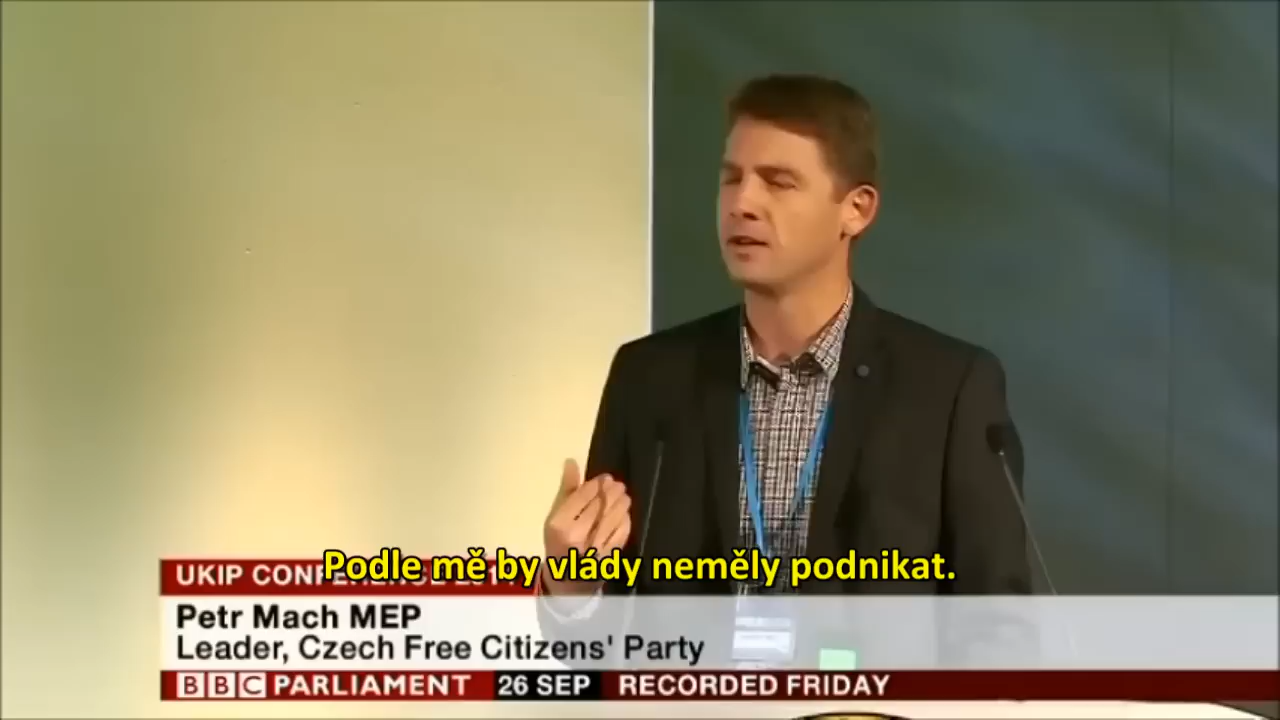 Podle mě by vlády neměly podnikat.
UKIP CONFERENCE
Petr Mach MEP
Leader, Czech Free Citizens' Party
BBC PARLIAMENT 26 SEP RECORDED FRIDAY